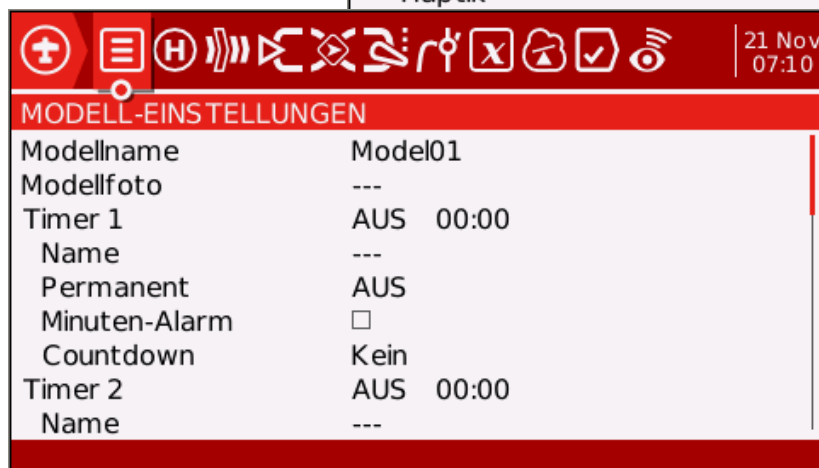 Haptik
H
x
21 Nov
07:10
MODELL-EINSTELLUNGEN
Modellname Model01
Modellfoto ---
Timer 1 AUS 00:00
Name ---
Permanent AUS
Minuten-Alarm
Countdown Kein
Timer 2 AUS 00:00
Name ---